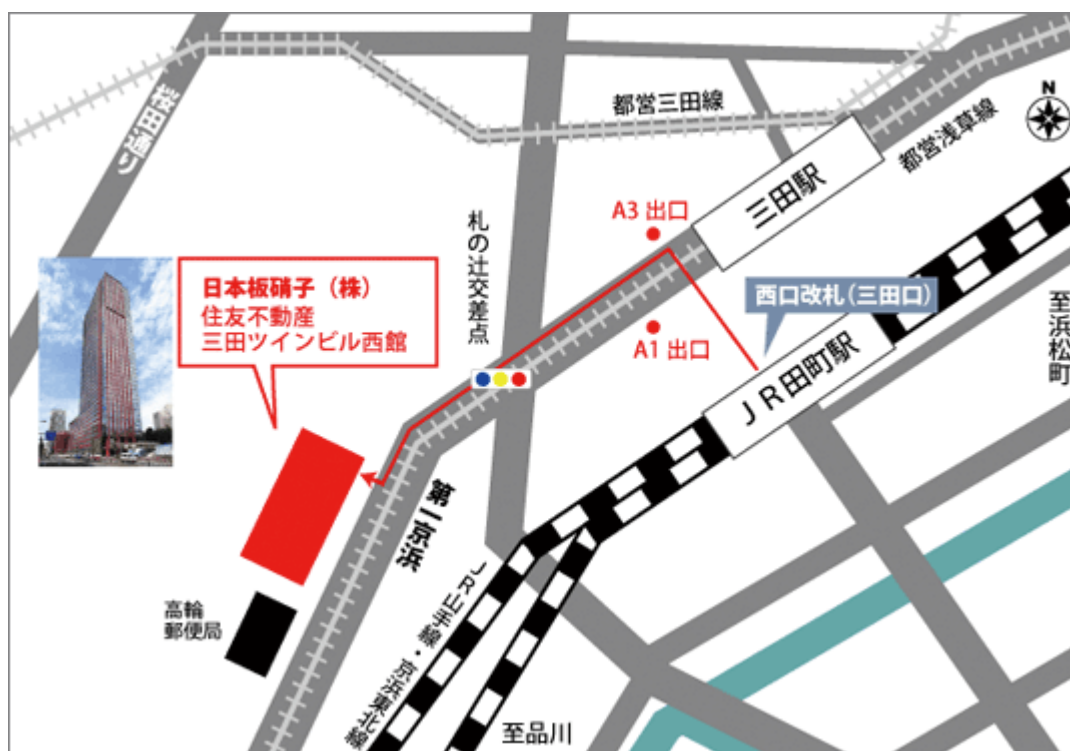 桜田通り
都営三田線
N
都営浅草線
三田駅
A3 出口
札の辻交差点
日本板硝子（株）
住友不動産
三田ツインビル西館
西口改札（三田口）
A1 出口
至浜松町
ＪＲ田町駅
第一京浜
高輪
郵便局
ＪＲ山手線・京浜東北線
至品川